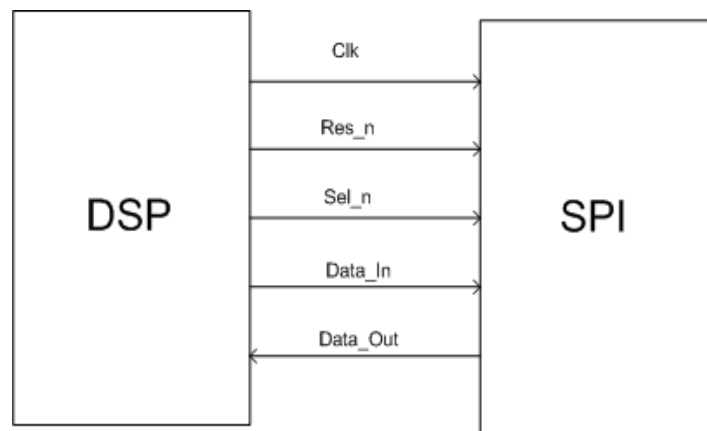 Clk
Res_n
Sel_n
DSP
SPI
Data_In
Data_Out